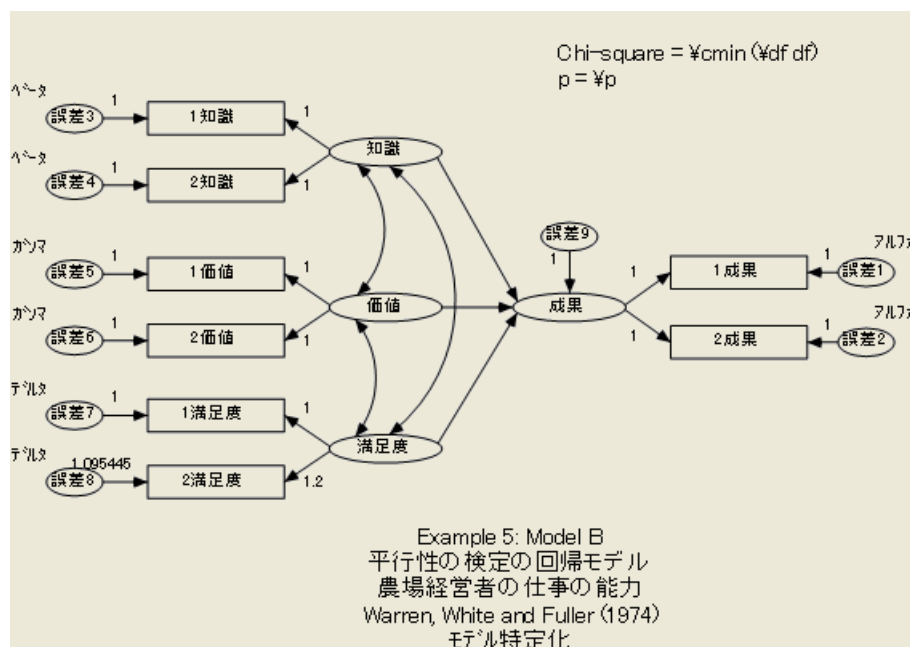 Chi-square = ¥cmin (¥df df)
p = ¥p
ベータ
1
誤差3
1知識
1
ベータ
1
誤差4
2知識
1
知識
ガンマ
1
誤差5
1価値
1
ガンマ
1
誤差6
2価値
1
価値
デルタ
1
誤差7
1満足度
1
デルタ
1.095445
誤差8
2満足度
1.2
満足度
誤差9
1
成果
1
1成果
1
アルファ
誤差1
1
2成果
1
アルファ
誤差2
Example 5: Model B
平行性の検定の回帰モデル
農場経営者の仕事の能力
Warren, White and Fuller (1974)
モデル特定化